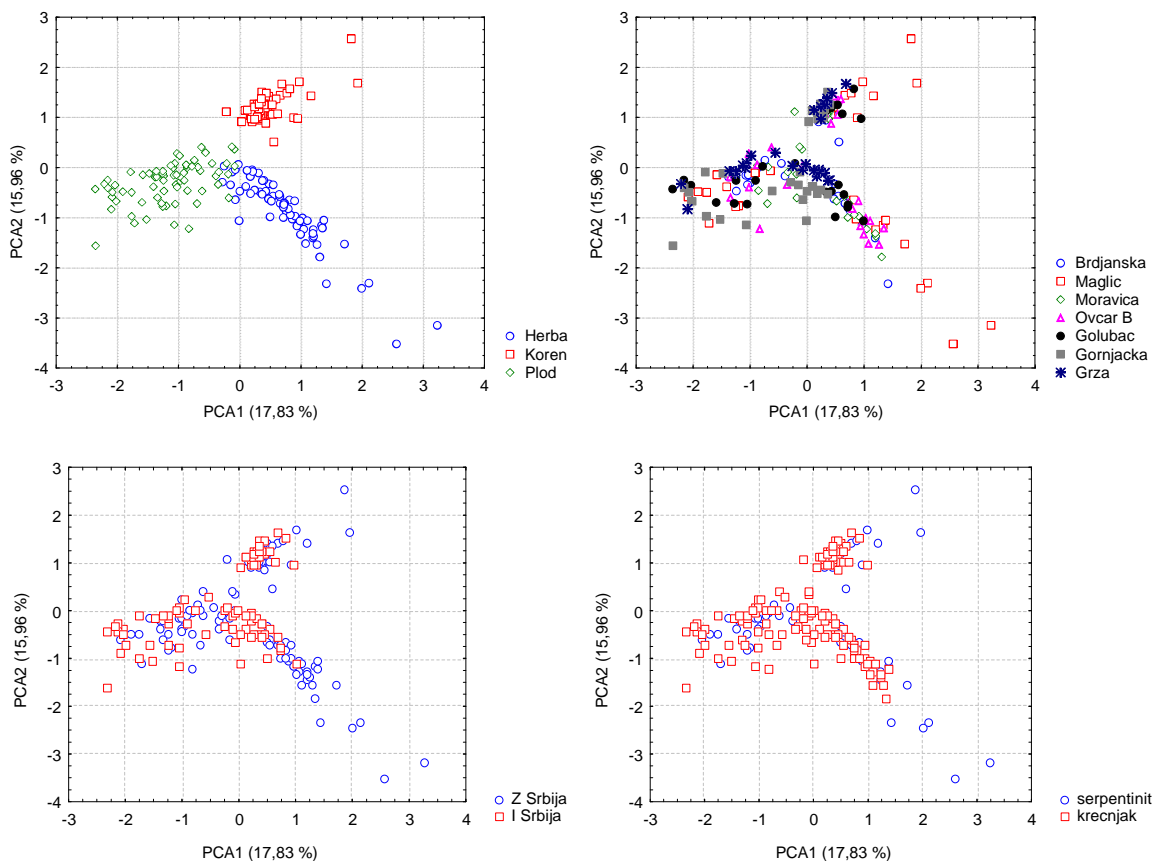 3
2
1
0
-1
-2
-3
-4
-3
-2
-1
0
1
2
3
4
PCA1 (17,83 %)
PCA2 (15,96 %)
Herba
Koren
Plod
3
2
1
0
-1
-2
-3
-4
-3
-2
-1
0
1
2
3
4
PCA1 (17,83 %)
PCA2 (15,96 %)
Brdjanska
Maglic
Moravica
Ovcar B
Golubac
Gornjacka
Grza
3
2
1
0
-1
-2
-3
-4
-3
-2
-1
0
1
2
3
4
PCA1 (17,83 %)
PCA2 (15,96 %)
Z Srbija
I Srbija
3
2
1
0
-1
-2
-3
-4
-3
-2
-1
0
1
2
3
4
PCA1 (17,83 %)
PCA2 (15,96 %)
serpentinit
krecnjak